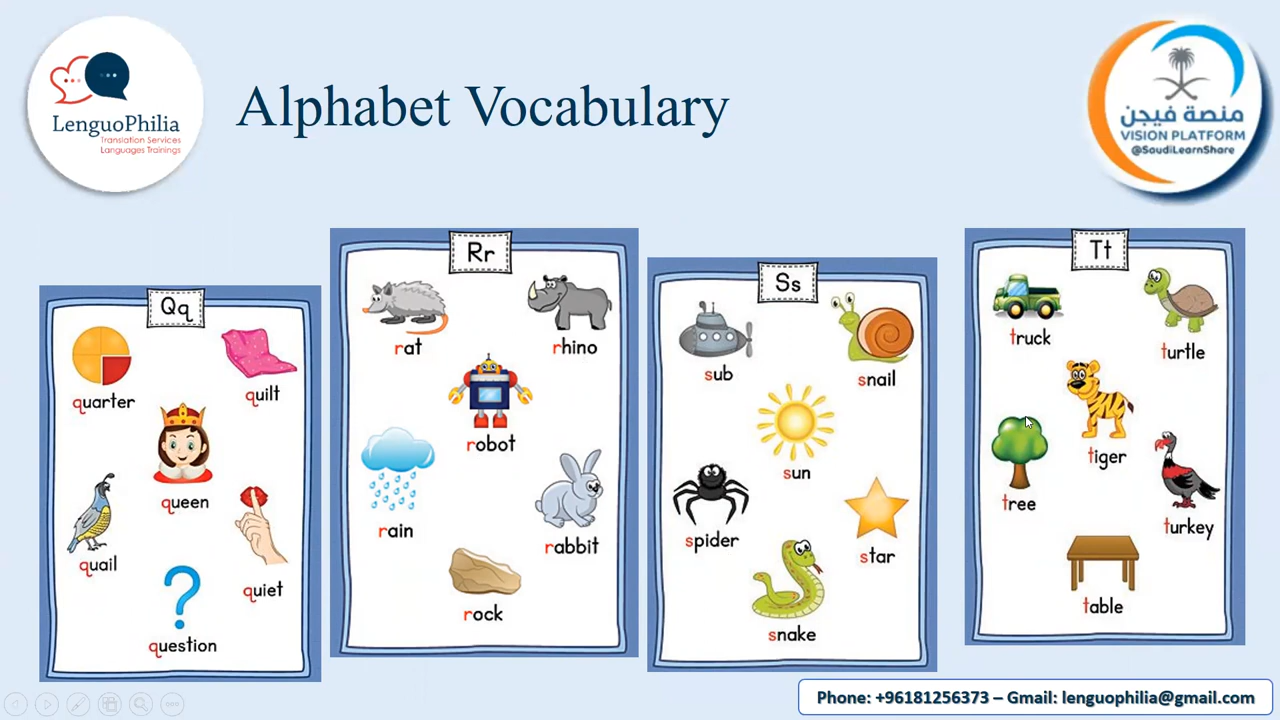 LenguoPhilia
Translation Services
Languages Trainings
Alphabet Vocabulary
منصة فيجن
VISION PLATFORM
@SaudiLearnShare
Qq
quarter
quilt
queen
quail
quiet
question
Rr
rat
rhino
robot
rain
rabbit
rock
Ss
sub
snail
sun
spider
star
snake
Tt
truck
turtle
tiger
tree
turkey
table
Phone: +96181256373 – Gmail: lenguophilia@gmail.com